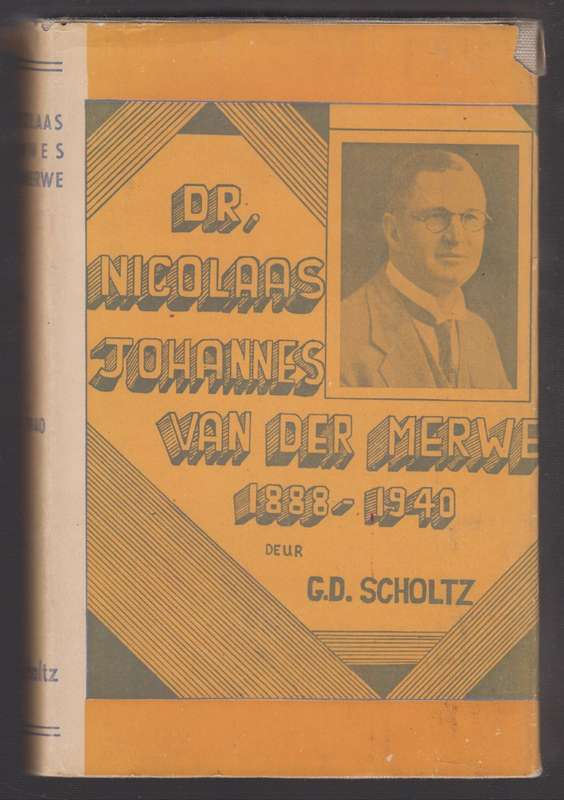 DR.
NICOLAAS
JOHANNES
VAN DER MERWE
1888-1940
DEUR
G.D. SCHOLTZ